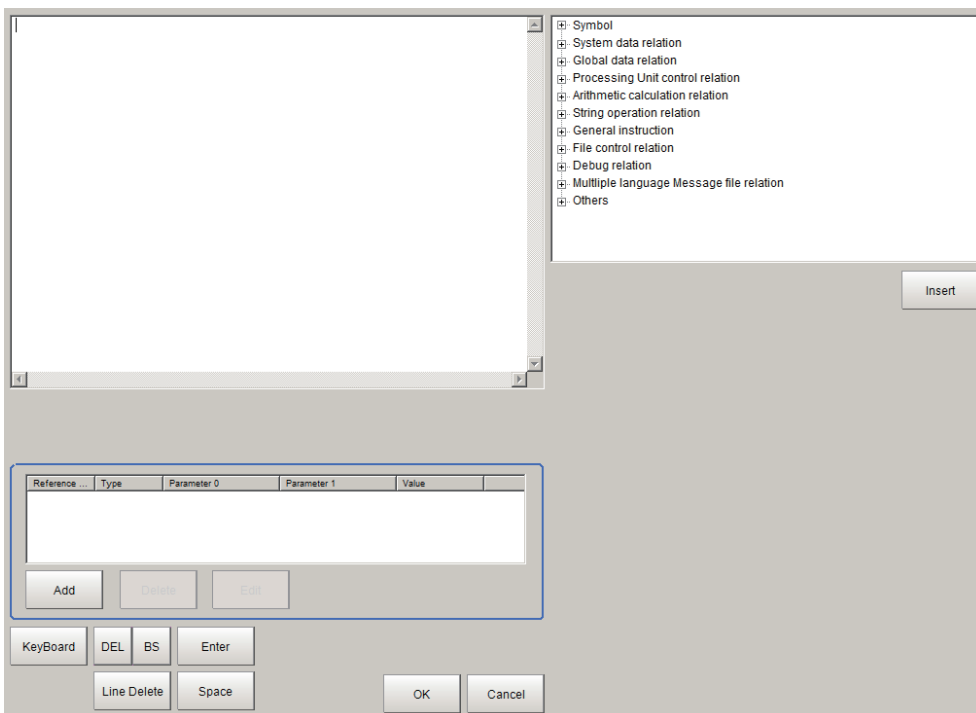 Symbol
System data relation
Global data relation
Processing Unit control relation
Arithmetic calculation relation
String operation relation
General instruction
File control relation
Debug relation
Multliple language Message file relation
Others
Insert
Reference ... Type Parameter 0 Parameter 1 Value
Add Delete Edit
KeyBoard DEL BS Enter
Line Delete Space OK Cancel